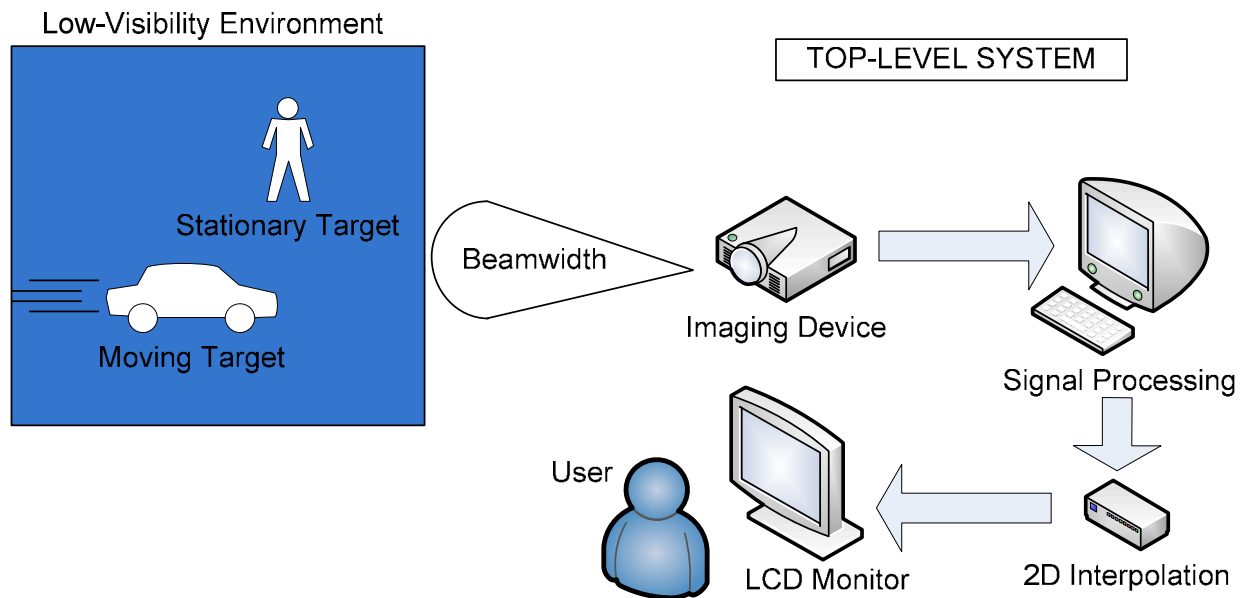 Low-Visibility Environment
TOP-LEVEL SYSTEM
Stationary Target
Beamwidth
Moving Target
Imaging Device
Signal Processing
User
LCD Monitor
2D Interpolation